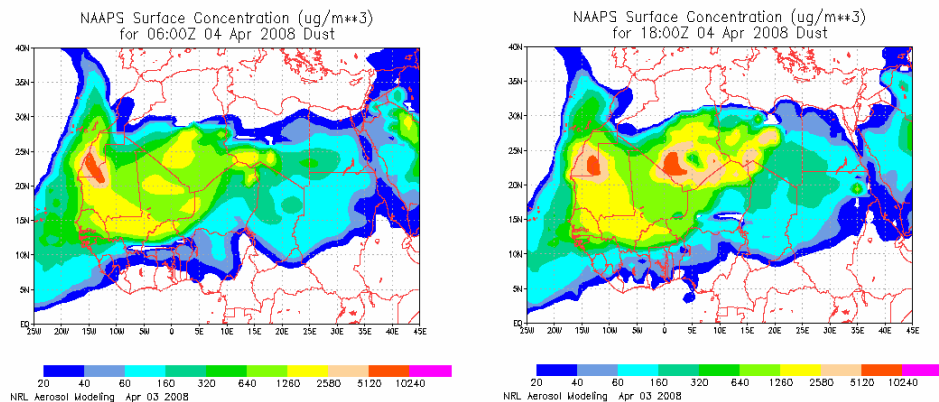 NAAPS Surface Concentration (ug/m**3)
for 06:00Z 04 Apr 2008 Dust
40N
35N
30N
25N
20N
15N
10N
5N
EQ
25W 20W 15W 10W 5W 0 5E 10E 15E 20E 25E 30E 35E 40E 45E
20 40 60 160 320 640 1260 2580 5120 10240
NRL Aerosol Modeling Apr 03 2008
NAAPS Surface Concentration (ug/m**3)
for 18:00Z 04 Apr 2008 Dust
40N
35N
30N
25N
20N
15N
10N
5N
EQ
25W 20W 15W 10W 5W 0 5E 10E 15E 20E 25E 30E 35E 40E 45E
20 40 60 160 320 640 1260 2580 5120 10240
NRL Aerosol Modeling Apr 03 2008